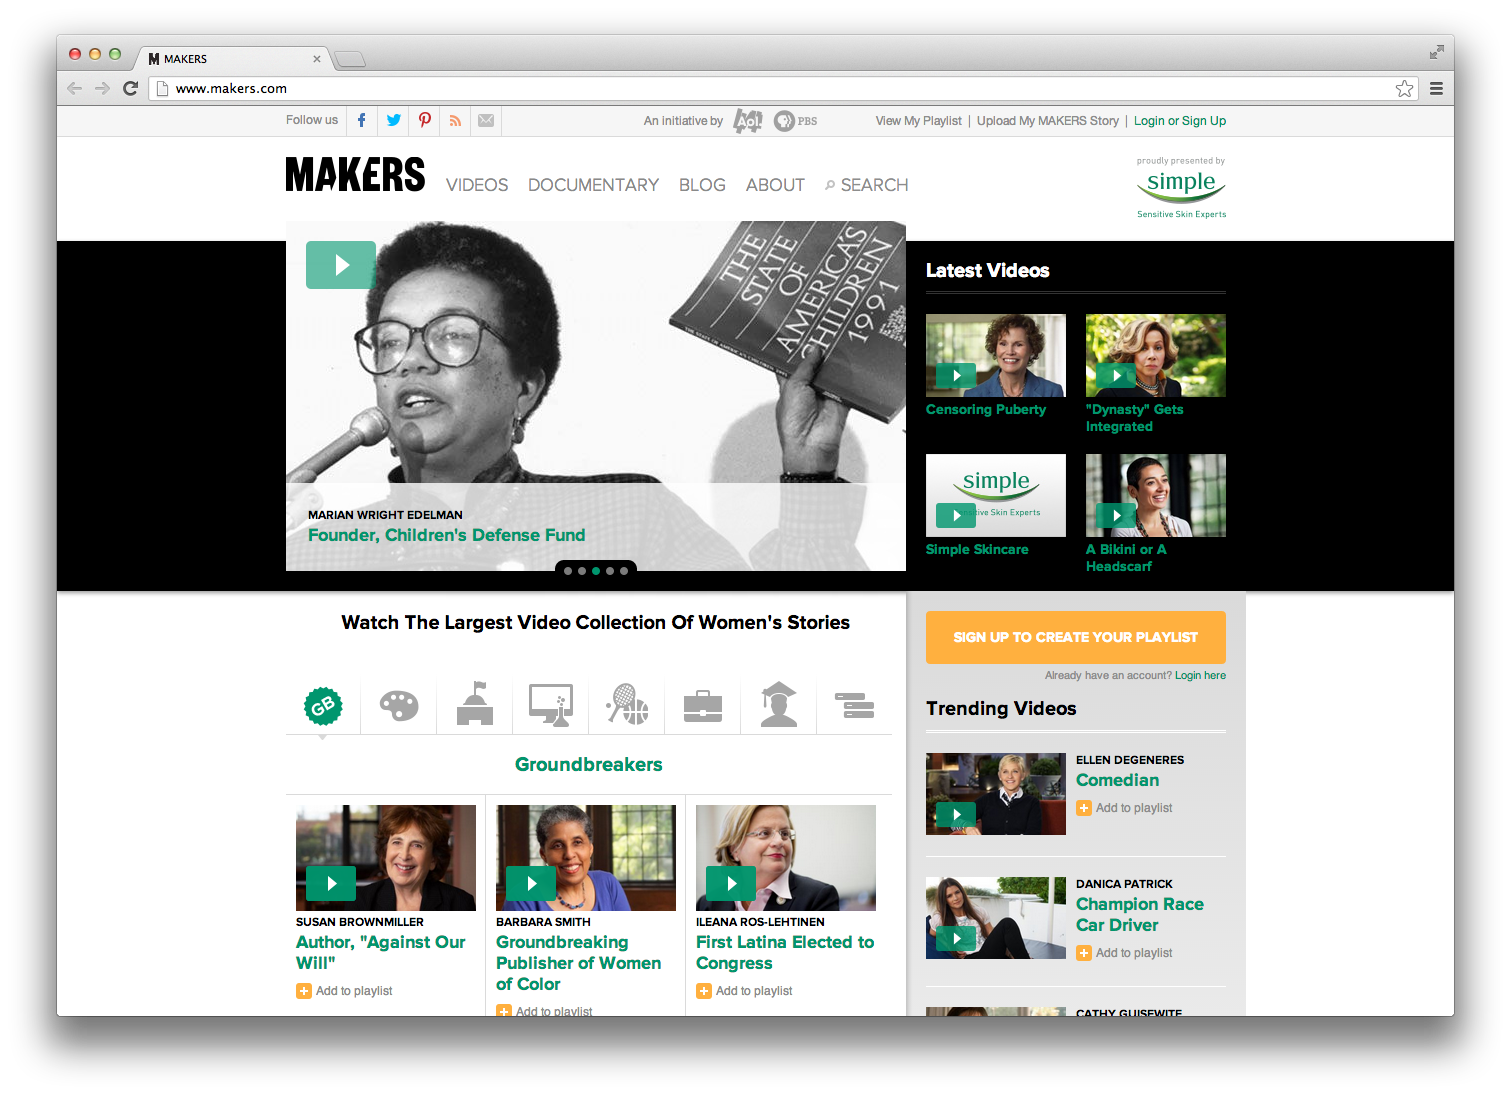 MAKERS
www.makers.com
Follow us
An initiative by Aol. PBS
View My Playlist | Upload My MAKERS Story | Login or Sign Up
MAKERS
VIDEOS DOCUMENTARY BLOG ABOUT SEARCH
proudly presented by
simple
Sensitive Skin Experts
THE STATE OF AMERICA'S CHILDREN 1991
MARIAN WRIGHT EDELMAN
Founder, Children's Defense Fund
Latest Videos
Censoring Puberty
"Dynasty" Gets
Integrated
simple
Skin Experts
Simple Skincare
A Bikini or A
Headscarf
Watch The Largest Video Collection Of Women's Stories
GB
Groundbreakers
SUSAN BROWNMILLER
Author, "Against Our
Will"
Add to playlist
BARBARA SMITH
Groundbreaking
Publisher of Women
of Color
Add to playlist
ILEANA ROS-LEHTINEN
First Latina Elected to
Congress
Add to playlist
SIGN UP TO CREATE YOUR PLAYLIST
Already have an account? Login here
Trending Videos
ELLEN DEGENERES
Comedian
Add to playlist
DANICA PATRICK
Champion Race
Car Driver
Add to playlist
CATHY GUISEWITE